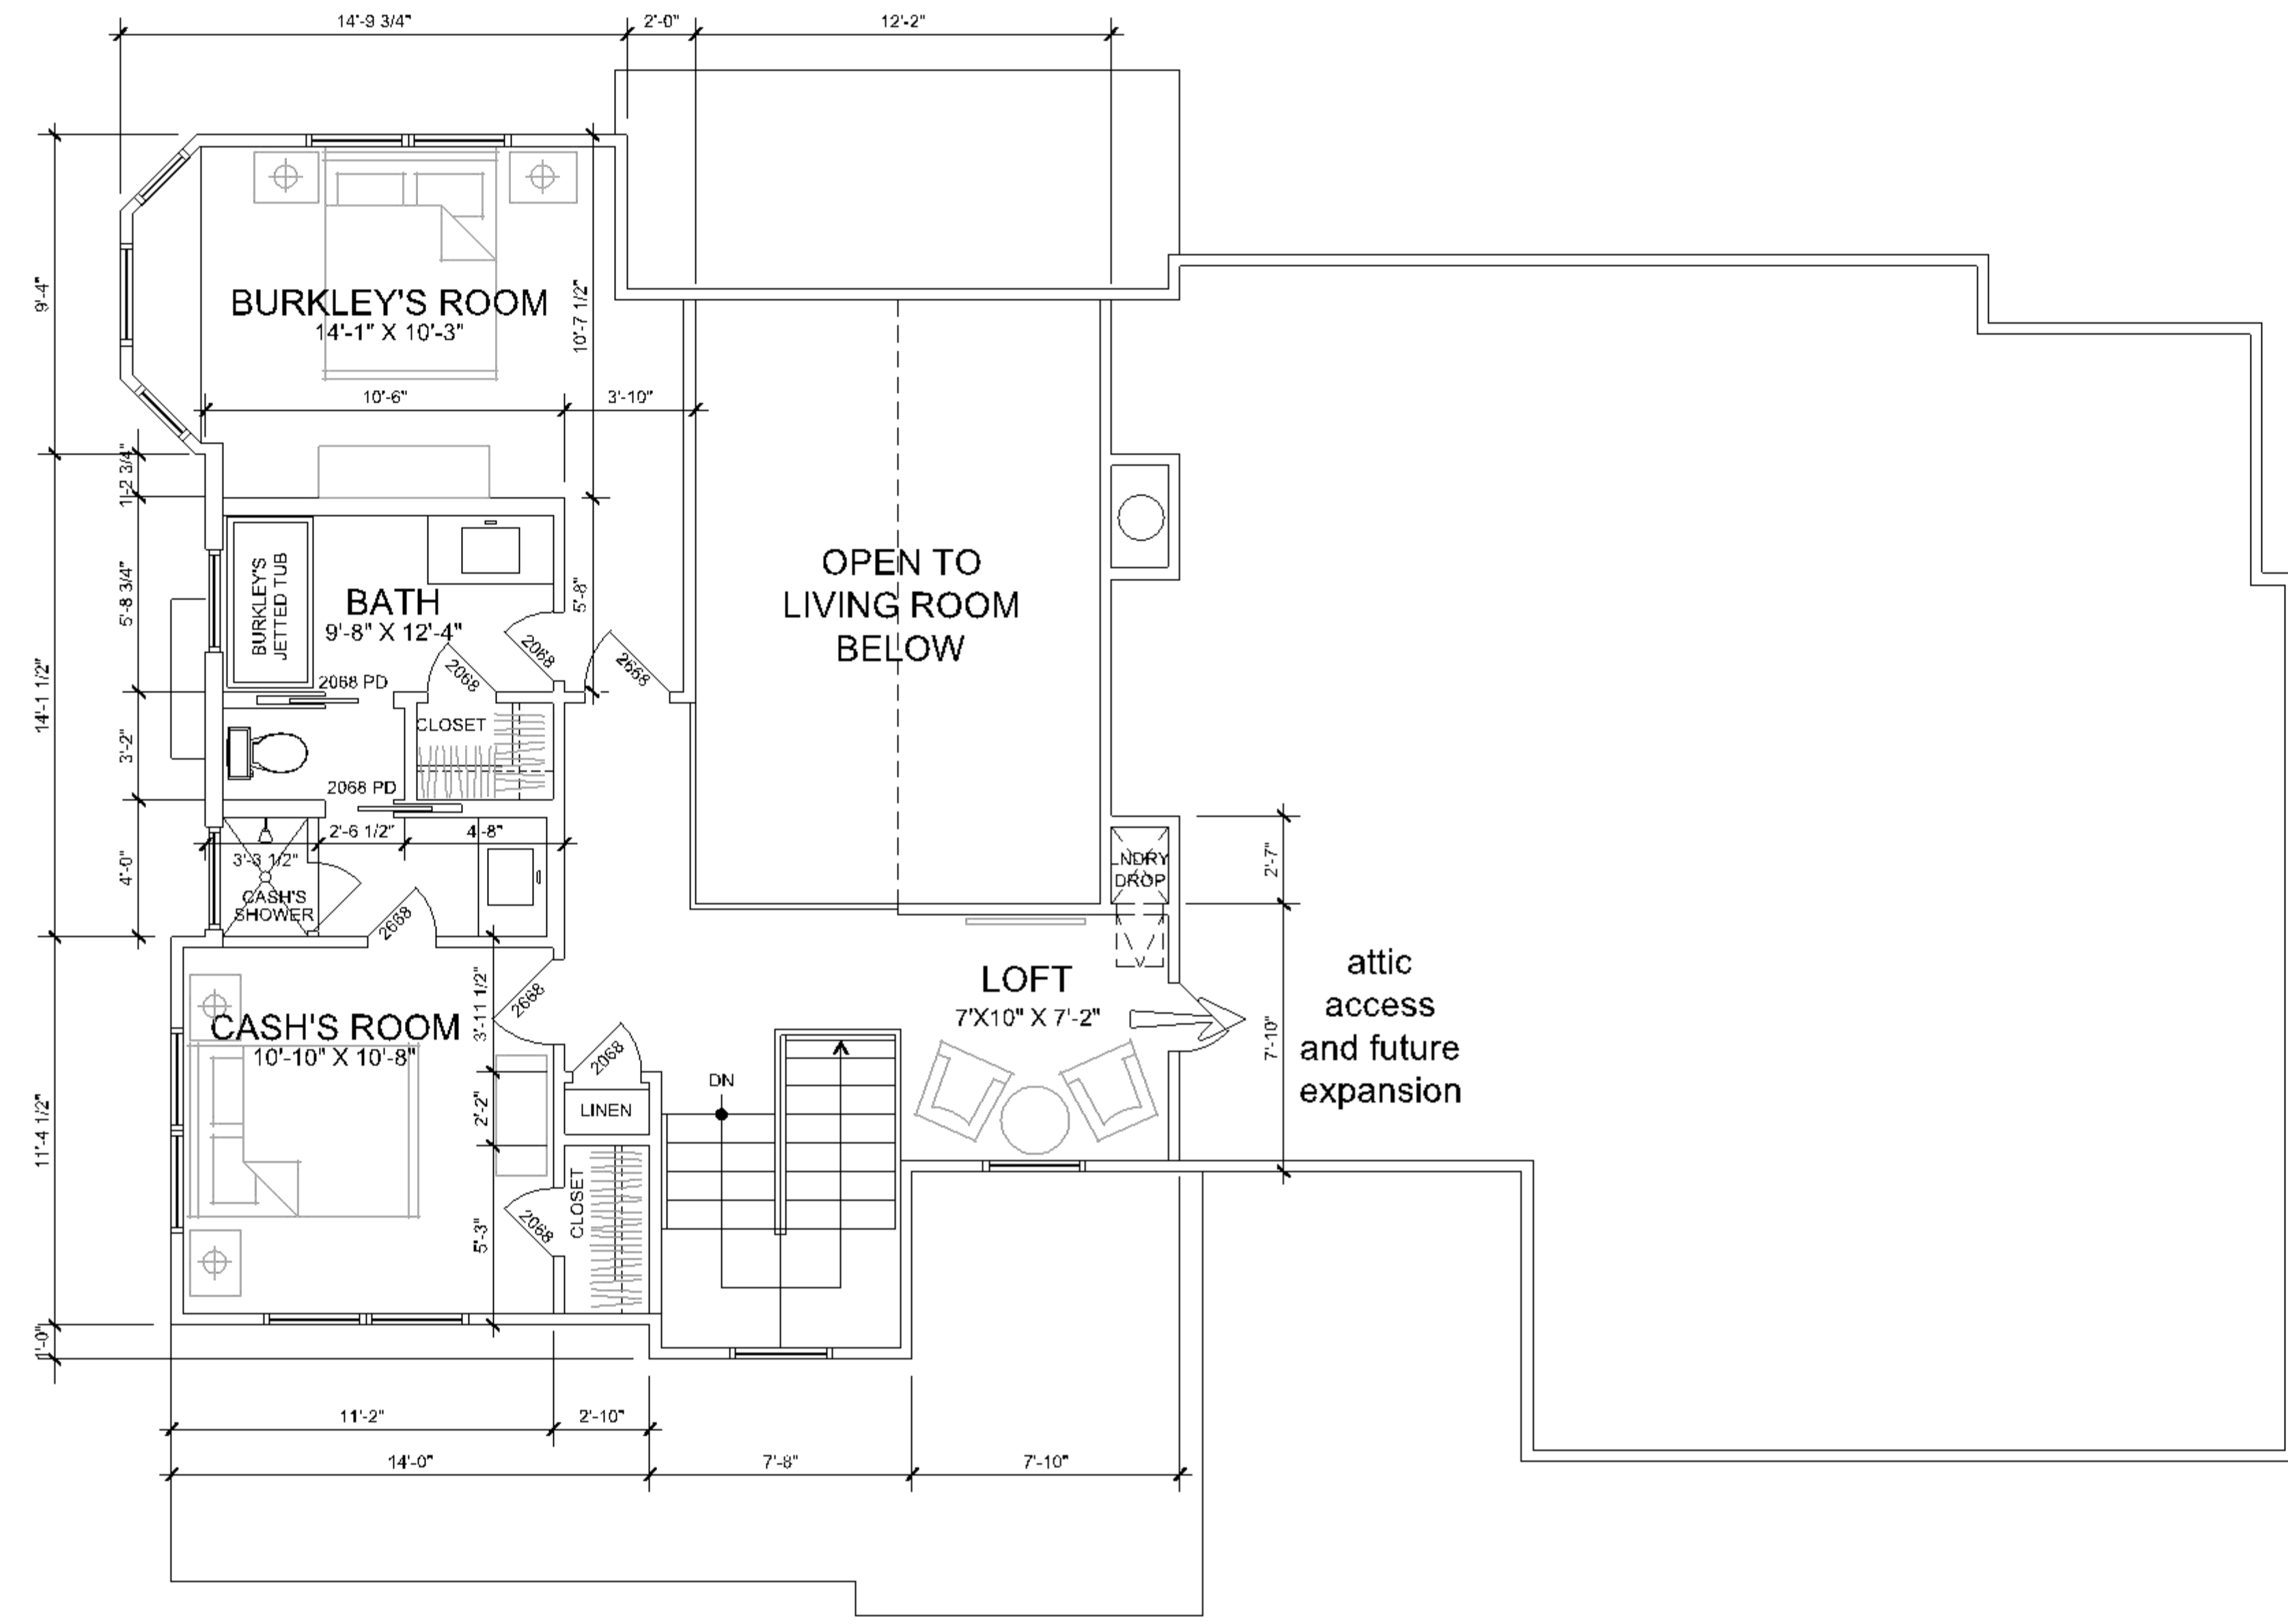 14'-9 3/4"
2'-0"
12'-2"
9'-4"
BURKLEY'S ROOM
14'-1" X 10'-3"
10'-7 1/2"
10'-6"
3'-10"
1'-2 3/4"
5'-8 3/4"
14'-1 1/2"
3'-2"
4'-0"
BURKLEY'S
JETTED TUB
BATH
9'-8" X 12'-4"
5'-8"
2068
2068
2668
2068 PD
CLOSET
2068 PD
2'-6 1/2"
4'-8"
3'-3 1/2"
CASH'S
SHOWER
2668
OPEN TO
LIVING ROOM
BELOW
LNDRY
DROP
2'-7"
7'-10"
LOFT
7'X10" X 7'-2"
attic
access
and future
expansion
CASH'S ROOM
10'-10" X 10'-8"
3'-11 1/2"
2668
2068
LINEN
DN
2'-2"
CLOSET
2068
5'-3"
11'-4 1/2"
1'-0"
11'-2"
2'-10"
14'-0"
7'-8"
7'-10"